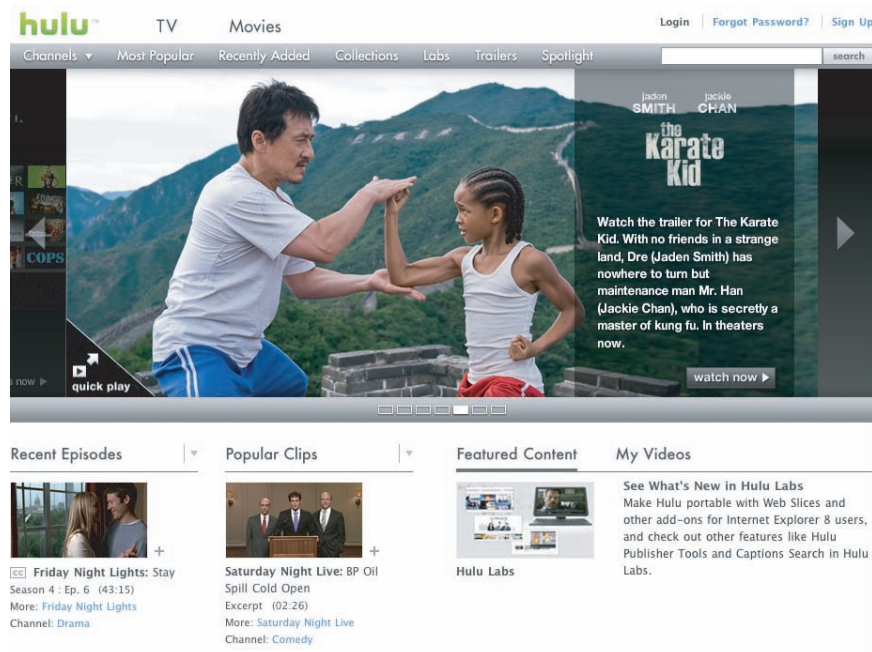 hulu™ TV Movies Login Forgot Password? Sign Up
Channels ▼ Most Popular Recently Added Collections Labs Trailers Spotlight search
jaden SMITH jackie CHAN
the
Karate
Kid
Watch the trailer for The Karate
Kid. With no friends in a strange
land, Dre (Jaden Smith) has
nowhere to turn but
maintenance man Mr. Han
(Jackie Chan), who is secretly a
master of kung fu. In theaters
now.
COPS
now
quick play
watch now
Recent Episodes
cc Friday Night Lights: Stay
Season 4 : Ep. 6 (43:15)
More: Friday Night Lights
Channel: Drama
Popular Clips
Saturday Night Live: BP Oil
Spill Cold Open
Excerpt (02:26)
More: Saturday Night Live
Channel: Comedy
Featured Content
Hulu Labs
My Videos
See What's New in Hulu Labs
Make Hulu portable with Web Slices and
other add-ons for Internet Explorer 8 users,
and check out other features like Hulu
Publisher Tools and Captions Search in Hulu
Labs.